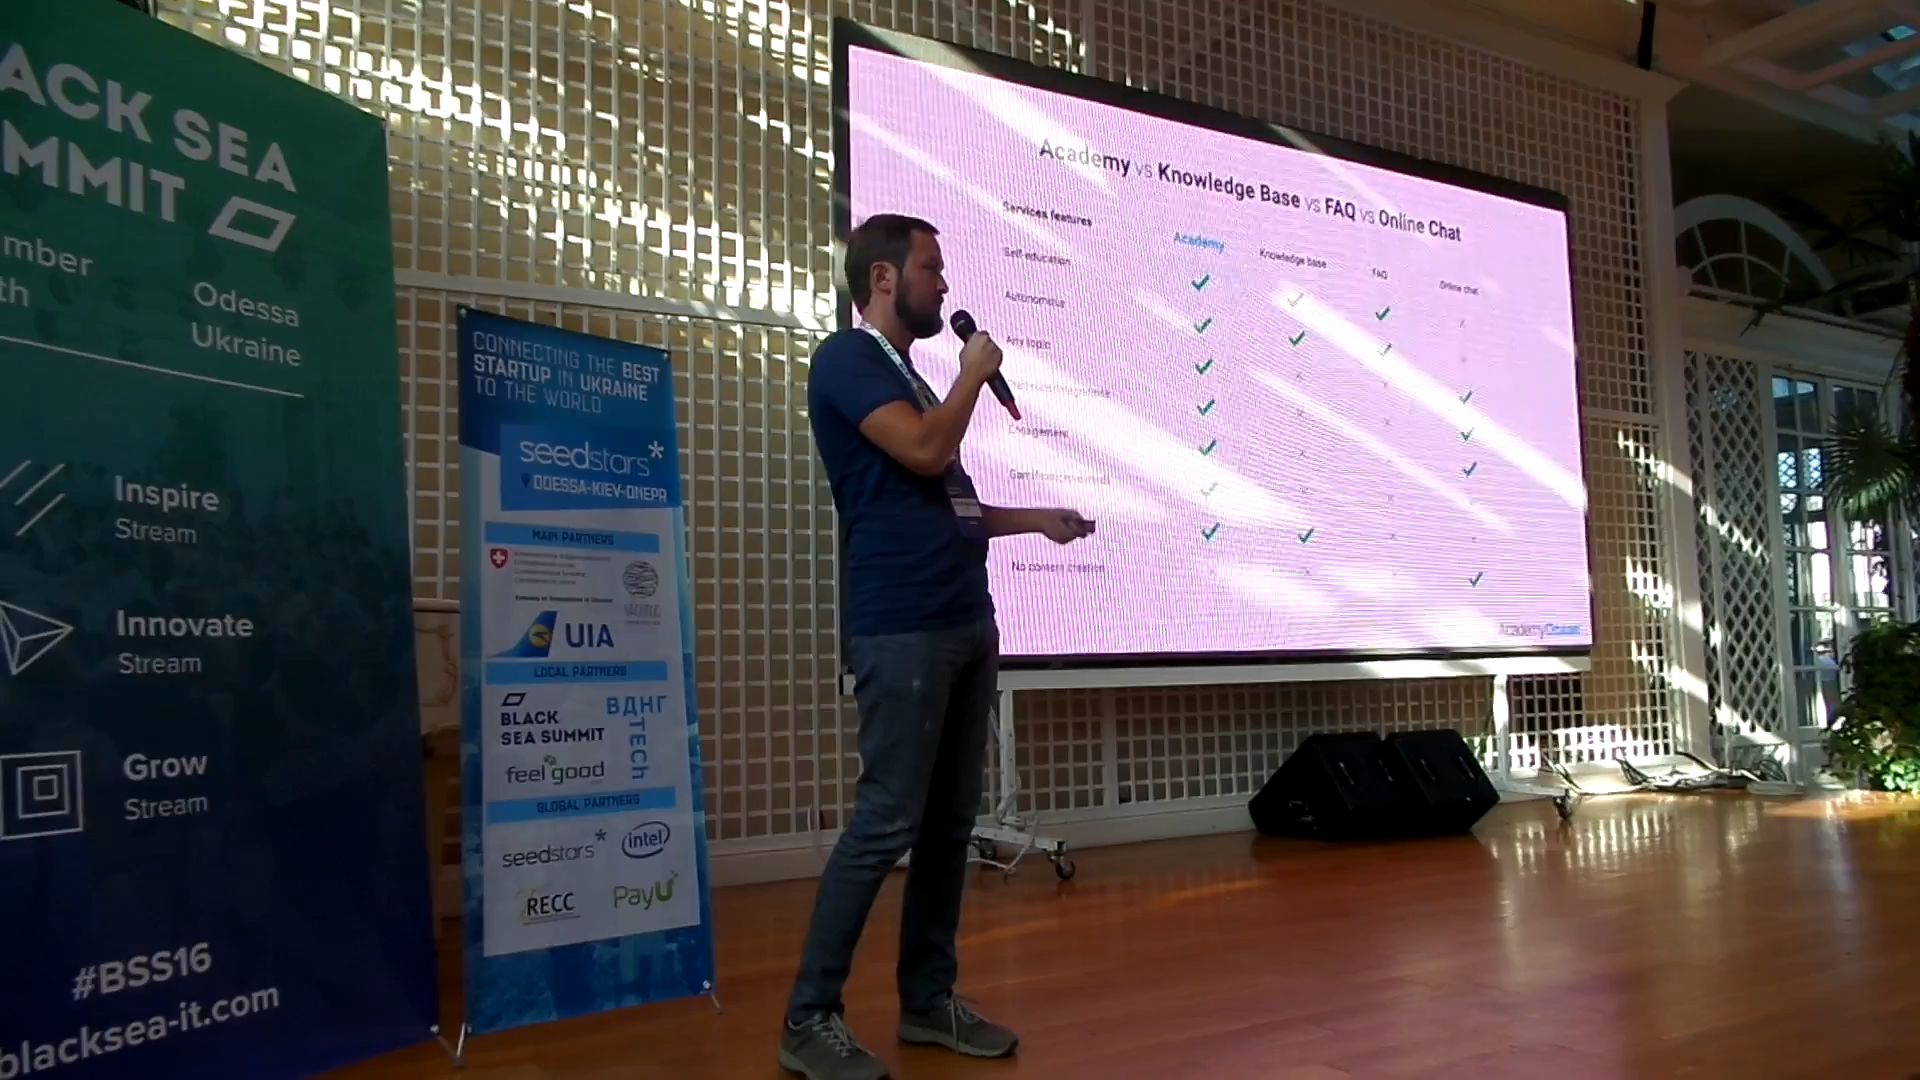 ACK SEA
MMIT
mber
th
Odessa
Ukraine
Inspire
Stream
Innovate
Stream
Grow
Stream
#BSS16
blacksea-it.com
CONNECTING THE BEST
STARTUP IN UKRAINE
TO THE WORLD
seedstars*
ODESSA-KIEV-DNEPR
MAIN PARTNERS
UIA
LOCAL PARTNERS
BLACK
SEA SUMMIT
ВДНГ
TECh
feel good
GLOBAL PARTNERS
seedstars*
intel
RECC
PayU
Academy vs Knowledge Base vs FAQ vs Online Chat
Services features
Academy
Knowledge base
FAQ
Online chat
Self-education
Autonomous
Any topic
Engagement
No content creation
AcademyOcean